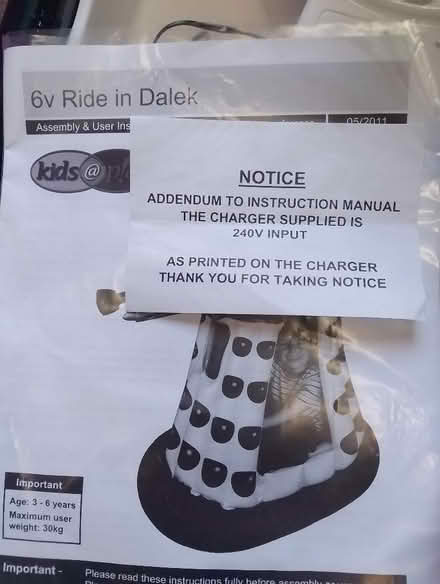 6v Ride in Dalek
Assembly & User Ins
05/2011
kids@
NOTICE
ADDENDUM TO INSTRUCTION MANUAL
THE CHARGER SUPPLIED IS
240V INPUT
AS PRINTED ON THE CHARGER
THANK YOU FOR TAKING NOTICE
Important
Age: 3 - 6 years
Maximum user
weight: 30kg
Important -
Please read these instructions fully before